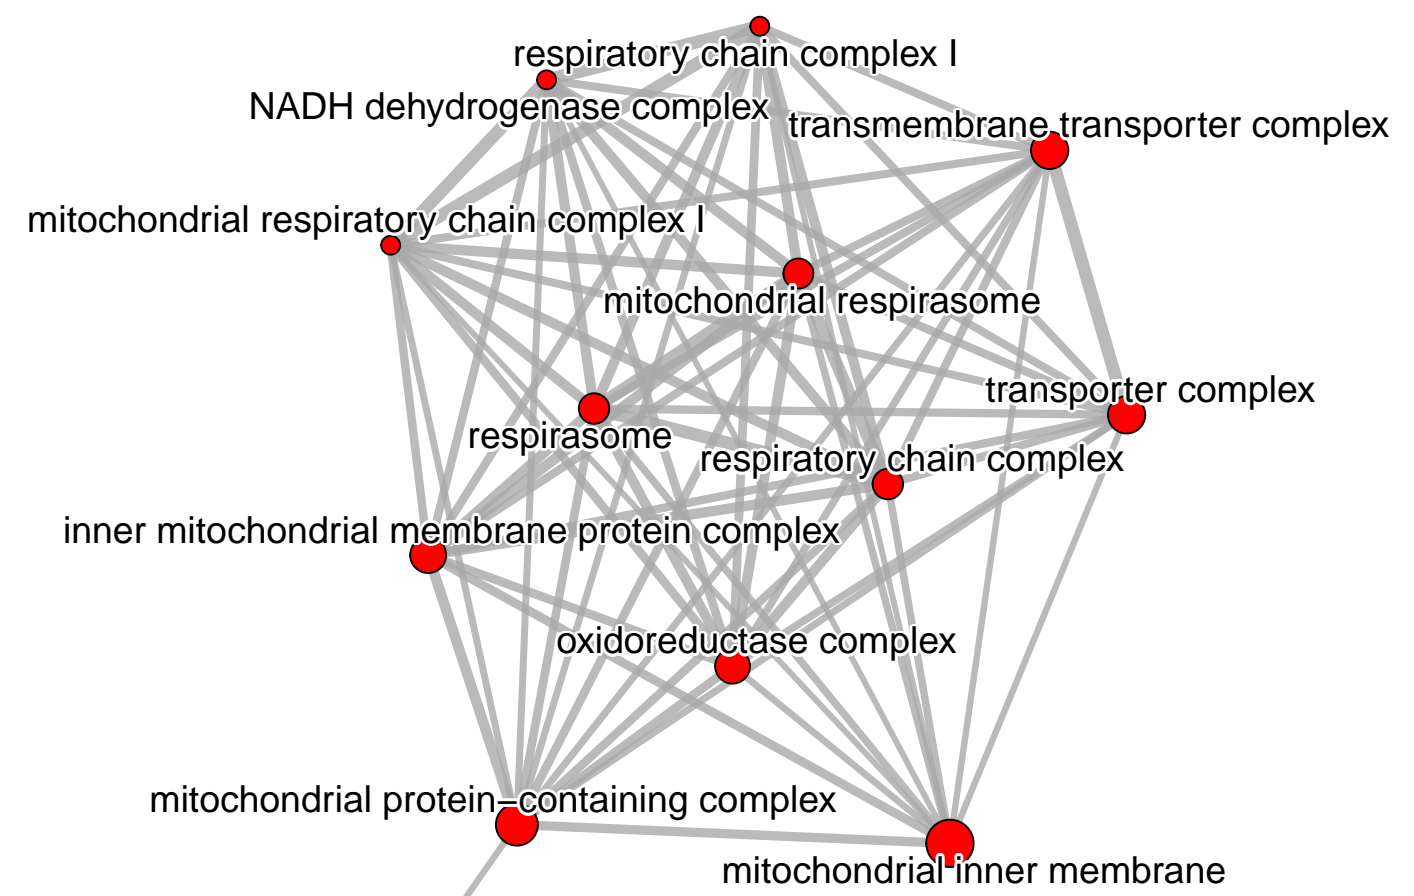 respiratory chain complex I
NADH dehydrogenase complex
transmembrane transporter complex
mitochondrial respiratory chain complex I
mitochondrial respirasome
transporter complex
respirasome
respiratory chain complex
inner mitochondrial membrane protein complex
oxidoreductase complex
mitochondrial protein−containing complex
mitochondrial inner membrane